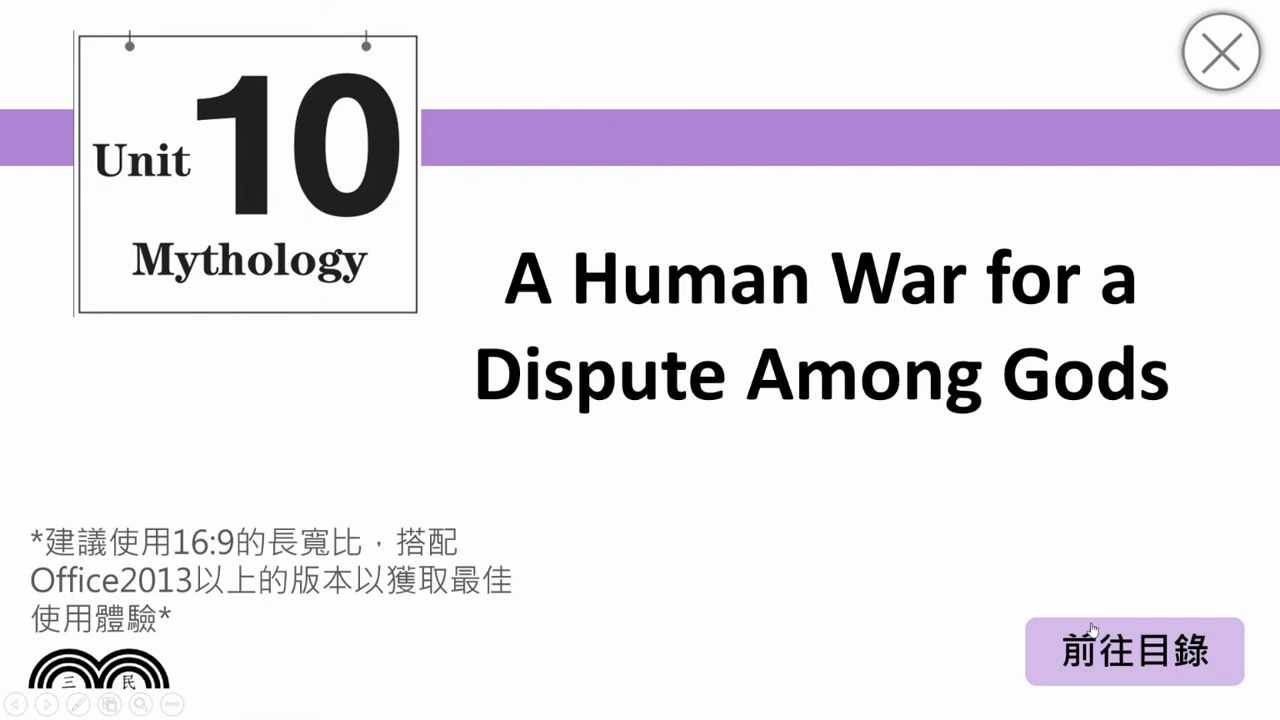 Unit 10
Mythology
A Human War for a
Dispute Among Gods
*建議使用16:9的長寬比，搭配
Office2013以上的版本以獲取最佳
使用體驗*
三 民
前往目錄